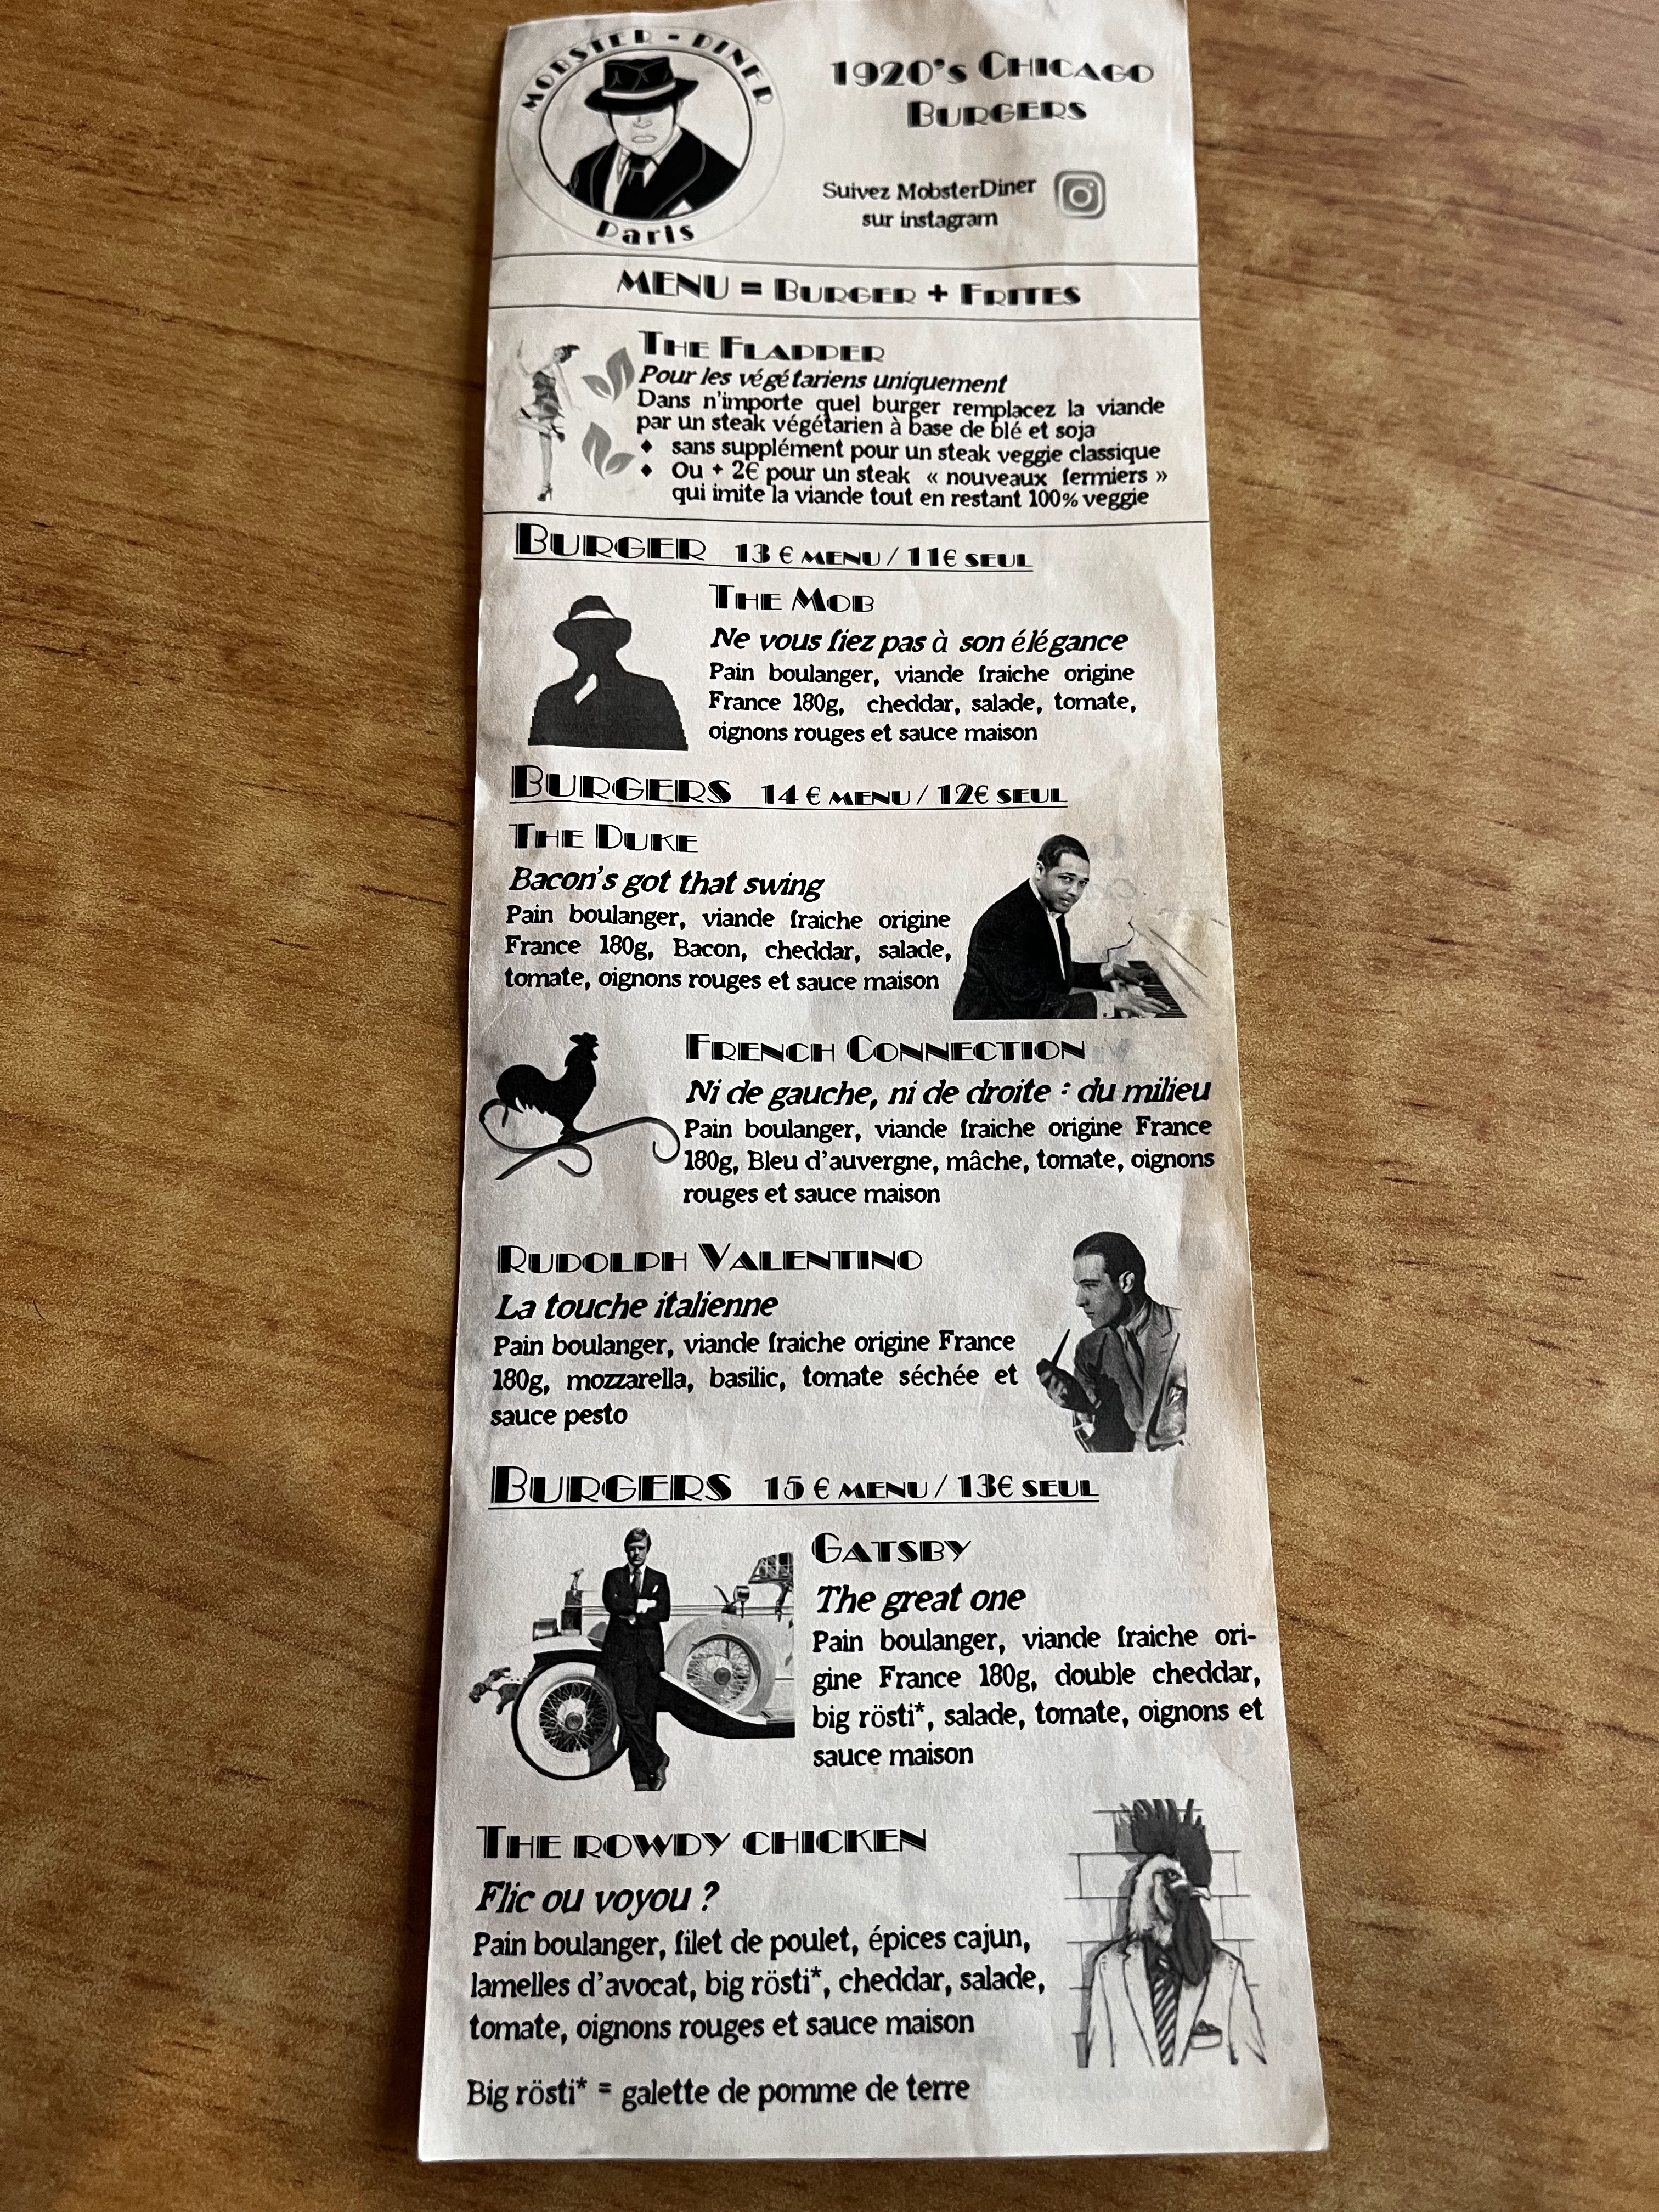 MOBSTER - DINER
Paris
1920's CHICAGO
BURGERS
Suivez MobsterDiner
sur instagram
MENU = BURGER + FRITES
THE FLAPPER
Pour les végétariens uniquement
Dans n'importe quel burger remplacez la viande
par un steak végétarien à base de blé et soja
♦ sans supplément pour un steak veggie classique
♦ Ou + 2€ pour un steak « nouveaux fermiers »
qui imite la viande tout en restant 100% veggie
BURGER 13 € MENU / 11€ SEUL
THE MOB
Ne vous fiez pas à son élégance
Pain boulanger, viande fraiche origine
France 180g, cheddar, salade, tomate,
oignons rouges et sauce maison
BURGERS 14 € MENU / 12€ SEUL
THE DUKE
Bacon's got that swing
Pain boulanger, viande fraiche origine
France 180g, Bacon, cheddar, salade,
tomate, oignons rouges et sauce maison
FRENCH CONNECTION
Ni de gauche, ni de droite : du milieu
Pain boulanger, viande fraiche origine France
180g, Bleu d'auvergne, mâche, tomate, oignons
rouges et sauce maison
RUDOLPH VALENTINO
La touche italienne
Pain boulanger, viande fraiche origine France
180g, mozzarella, basilic, tomate séchée et
sauce pesto
BURGERS 15 € MENU / 13€ SEUL
GATSBY
The great one
Pain boulanger, viande fraiche ori-
gine France 180g, double cheddar,
big rösti*, salade, tomate, oignons et
sauce maison
THE ROWDY CHICKEN
Flic ou voyou ?
Pain boulanger, filet de poulet, épices cajun,
lamelles d'avocat, big rösti*, cheddar, salade,
tomate, oignons rouges et sauce maison
Big rösti* = galette de pomme de terre